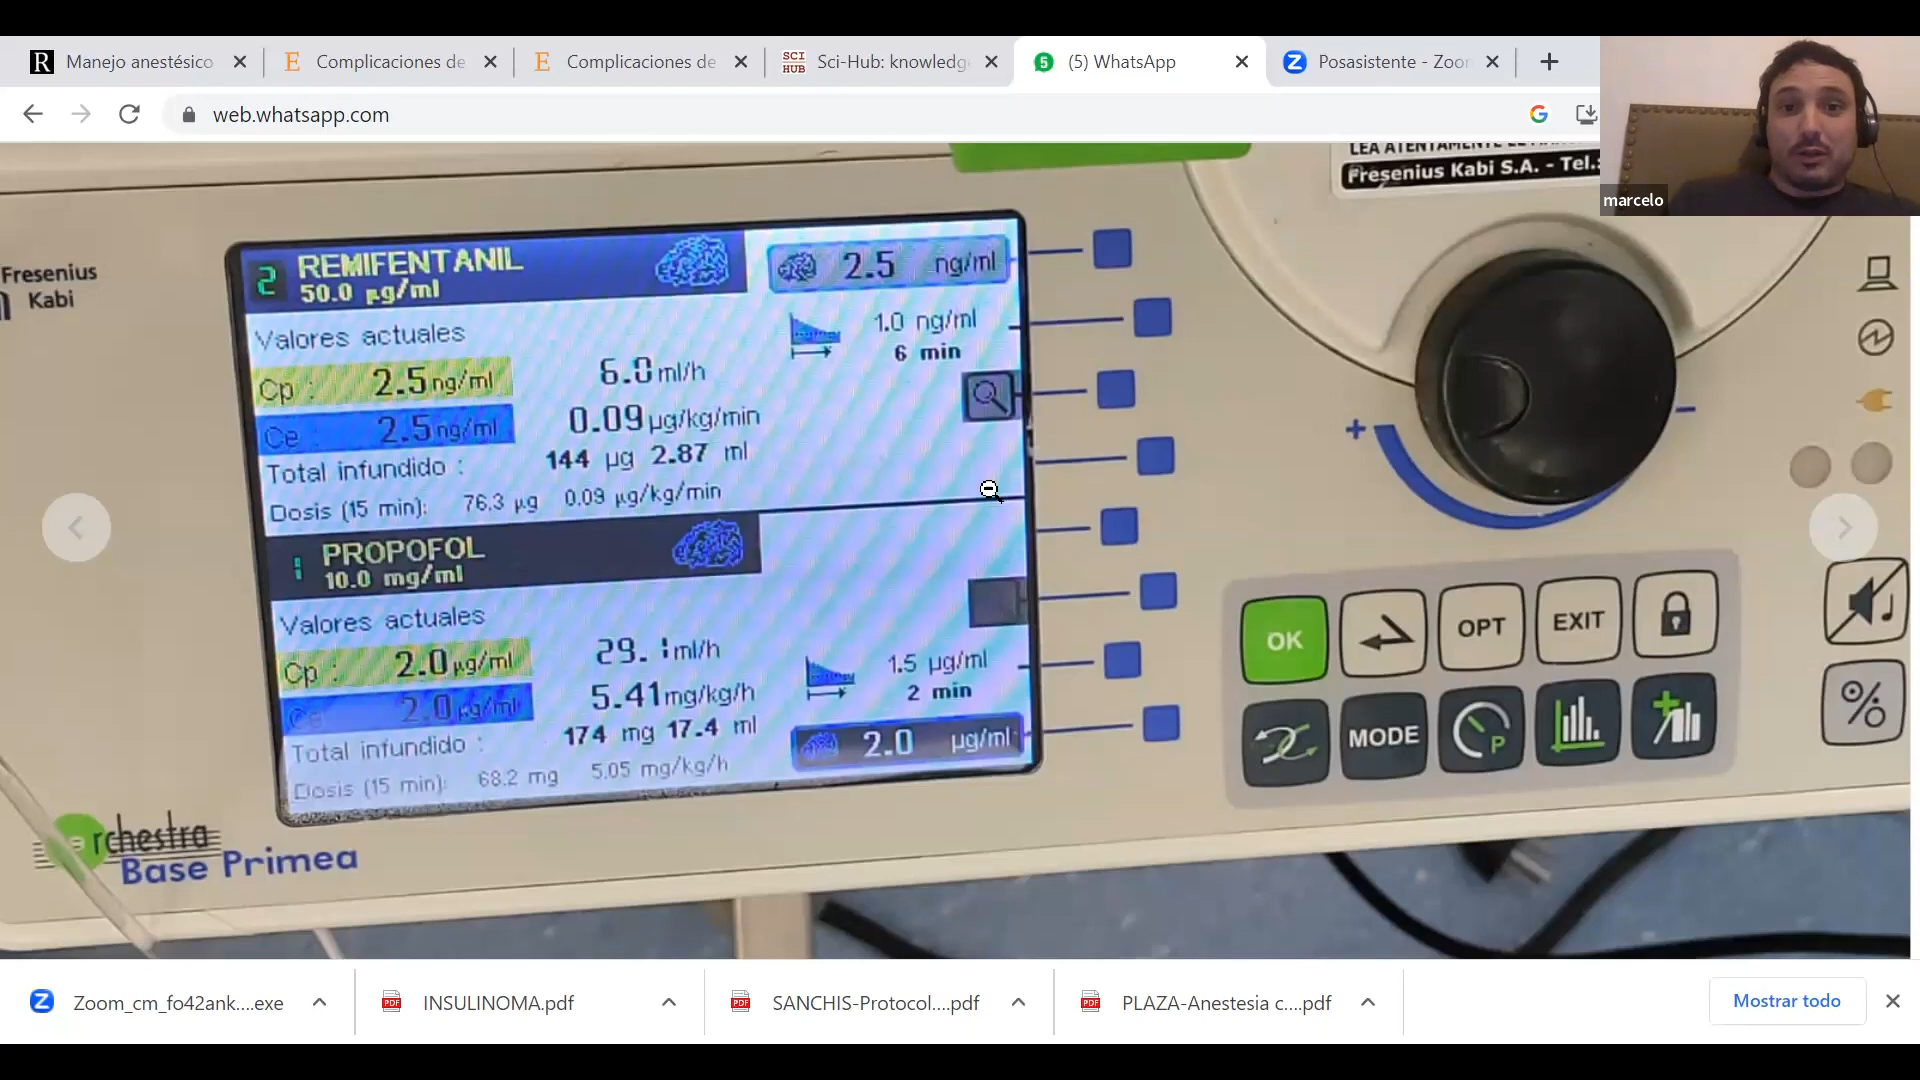 Manejo anestésico
Complicaciones de
Complicaciones de
SCI HUB
Sci-Hub: knowledg
5
(5) WhatsApp
Posasistente - Zoor
web.whatsapp.com
marcelo
Fresenius Kabi S.A. - Tel.:
Fresenius
Kabi
2
REMIFENTANIL
50.0 µg/ml
2.5 ng/ml
Valores actuales
1.0 ng/ml
6 min
Cp : 2.5 ng/ml
6.0 ml/h
Ce : 2.5 ng/ml
0.09 µg/kg/min
Total infundido : 144 µg 2.87 ml
Dosis (15 min): 76.3 µg 0.09 µg/kg/min
1
PROPOFOL
10.0 mg/ml
Valores actuales
Cp : 2.0 µg/ml
29.1 ml/h
1.5 µg/ml
2 min
Ce : 2.0 µg/ml
5.41 mg/kg/h
Total infundido : 174 mg 17.4 ml
2.0 µg/ml
Dosis (15 min): 68.2 mg 5.05 mg/kg/h
+
−
OK
OPT
EXIT
MODE
P
%
rchestra
Base Primea
Zoom_cm_fo42ank....exe
INSULINOMA.pdf
SANCHIS-Protocol....pdf
PLAZA-Anestesia c....pdf
Mostrar todo